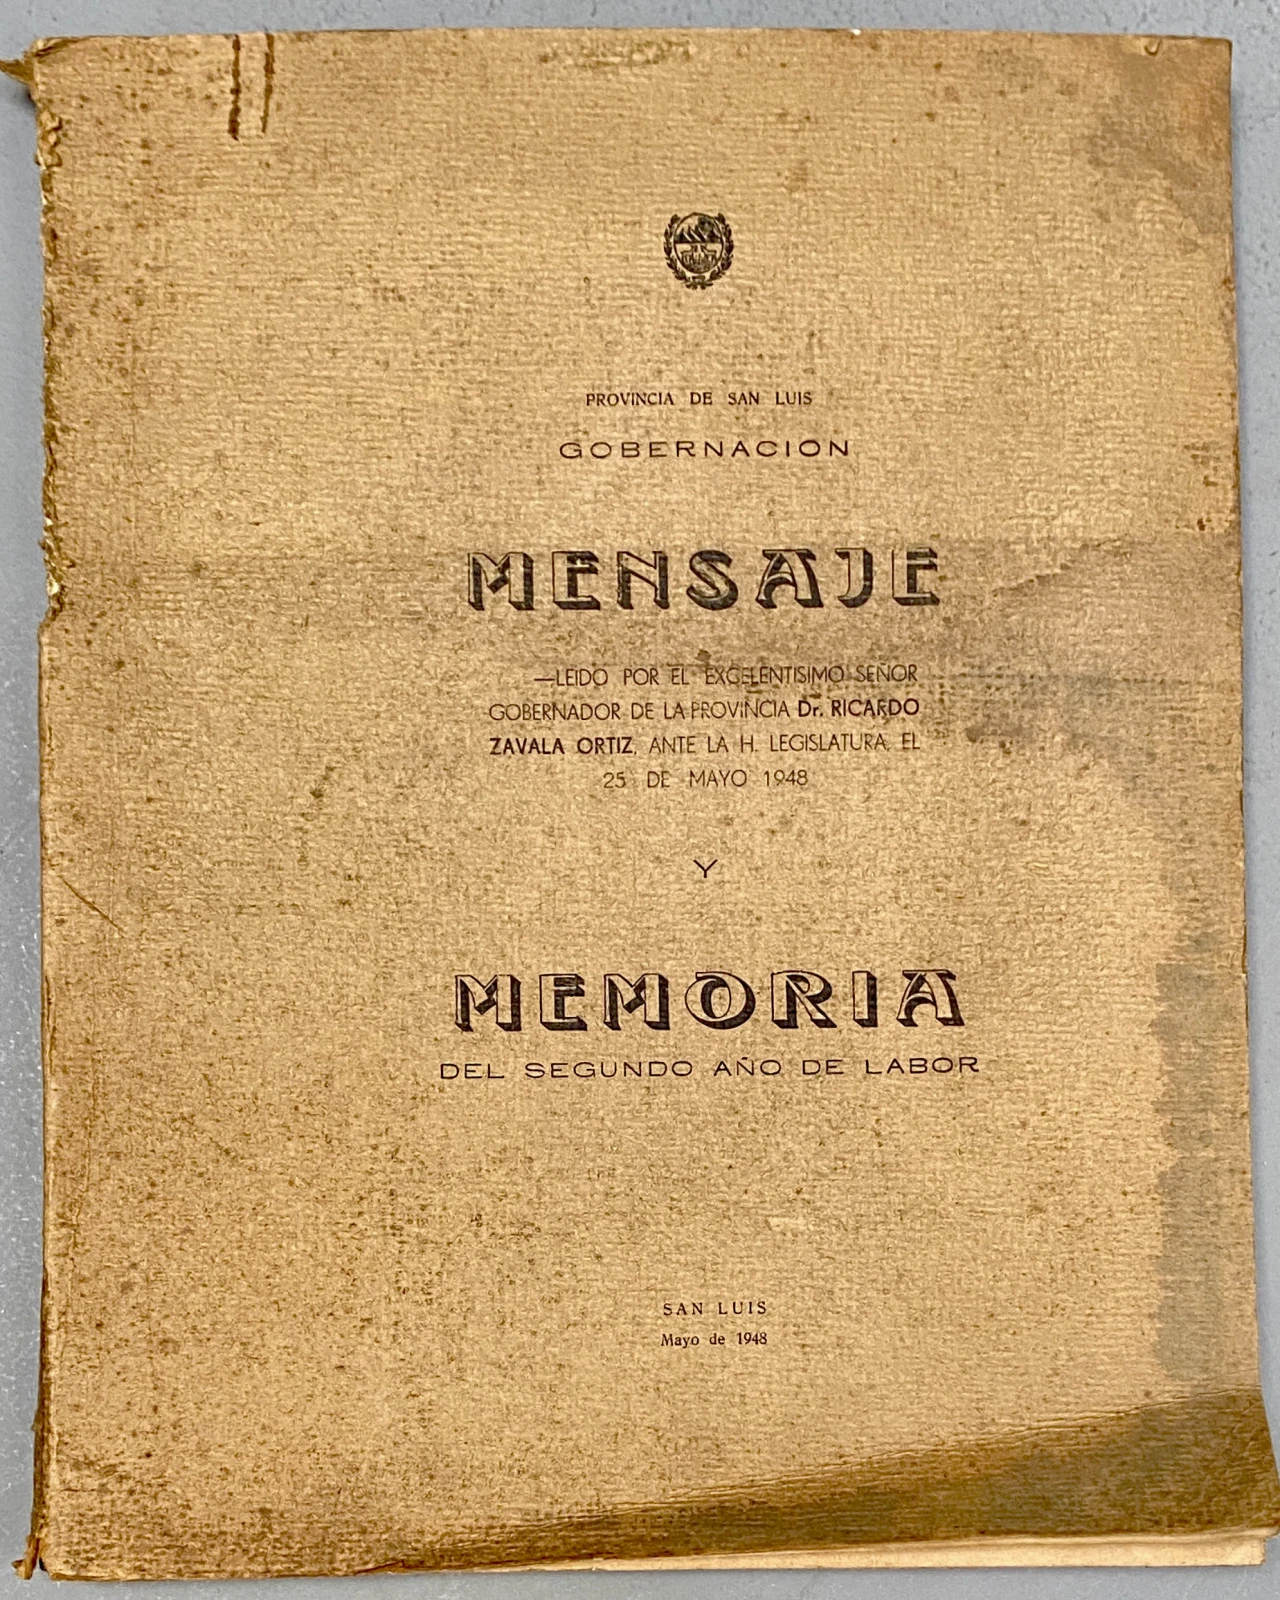 PROVINCIA DE SAN LUIS
GOBERNACION
MENSAJE
—LEIDO POR EL EXCELENTISIMO SEÑOR
GOBERNADOR DE LA PROVINCIA Dr. RICARDO
ZAVALA ORTIZ, ANTE LA H. LEGISLATURA, EL
25 DE MAYO 1948
Y
MEMORIA
DEL SEGUNDO AÑO DE LABOR
SAN LUIS
Mayo de 1948